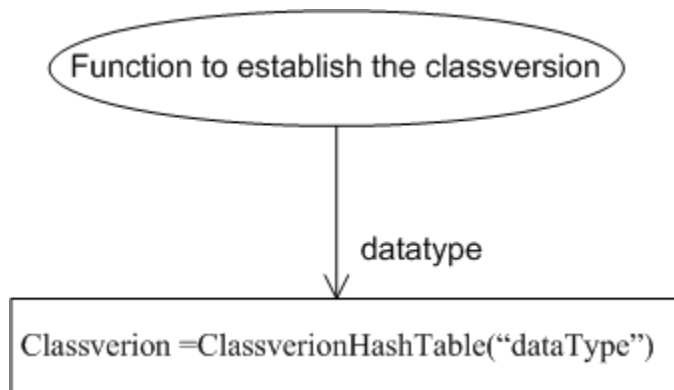 Function to establish the classversion
datatype
Classverion =ClassverionHashTable(“dataType”)